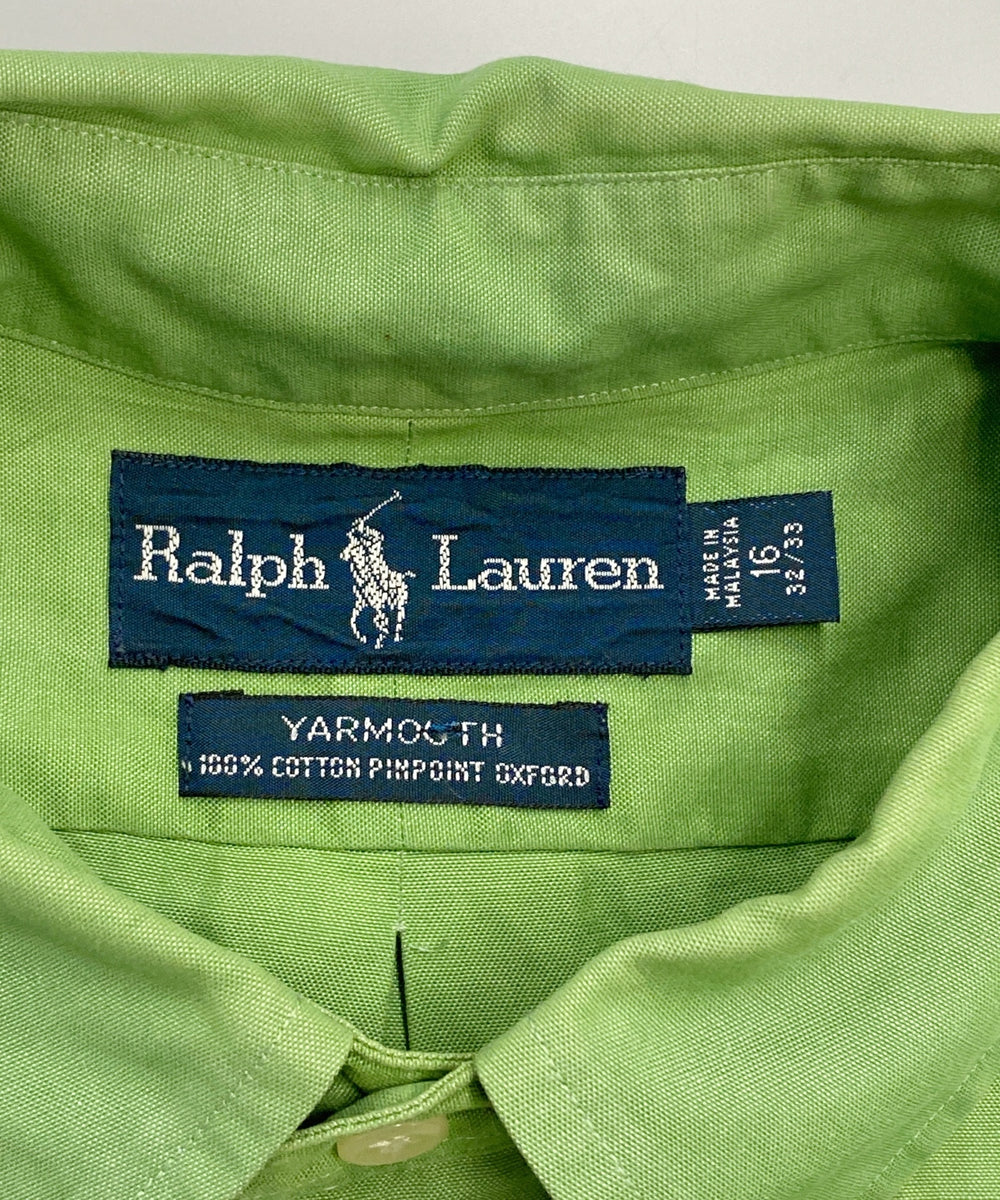 Ralph Lauren
MADE IN
MALAYSIA
16
32/33
YARMOUTH
100% COTTON PINPOINT OXFORD